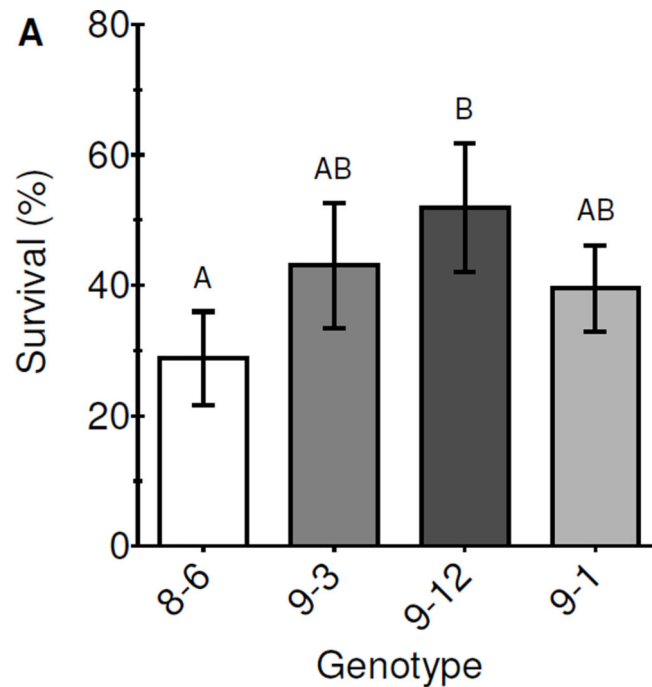 A
80
60
40
20
0
Survival (%)
A
AB
B
AB
8-6
9-3
9-12
9-1
Genotype